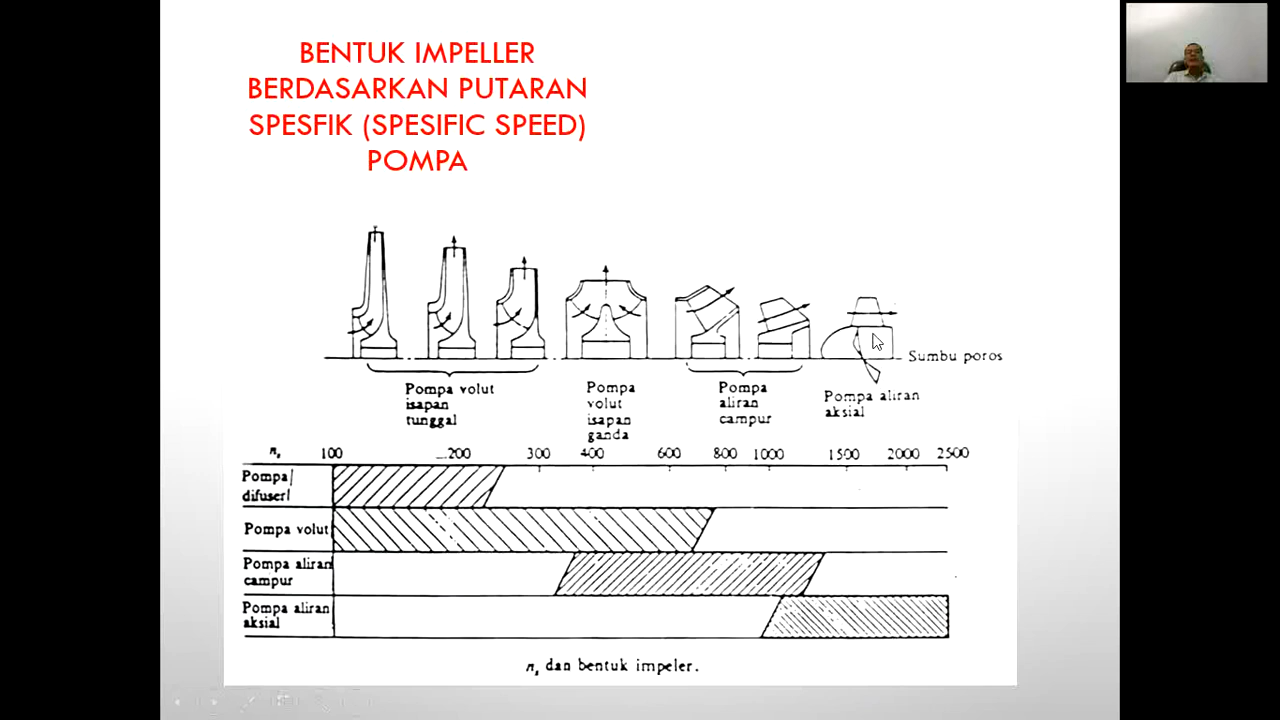 BENTUK IMPELLER
BERDASARKAN PUTARAN
SPESFIK (SPESIFIC SPEED)
POMPA
Sumbu poros
Pompa volut
isapan
tunggal
Pompa
volut
isapan
ganda
Pompa
aliran
campur
Pompa aliran
aksial
nₛ 100 200 300 400 600 800 1000 1500 2000 2500
Pompa/
difuser/
Pompa volut
Pompa aliran
campur
Pompa aliran
aksial
nₛ dan bentuk impeler.